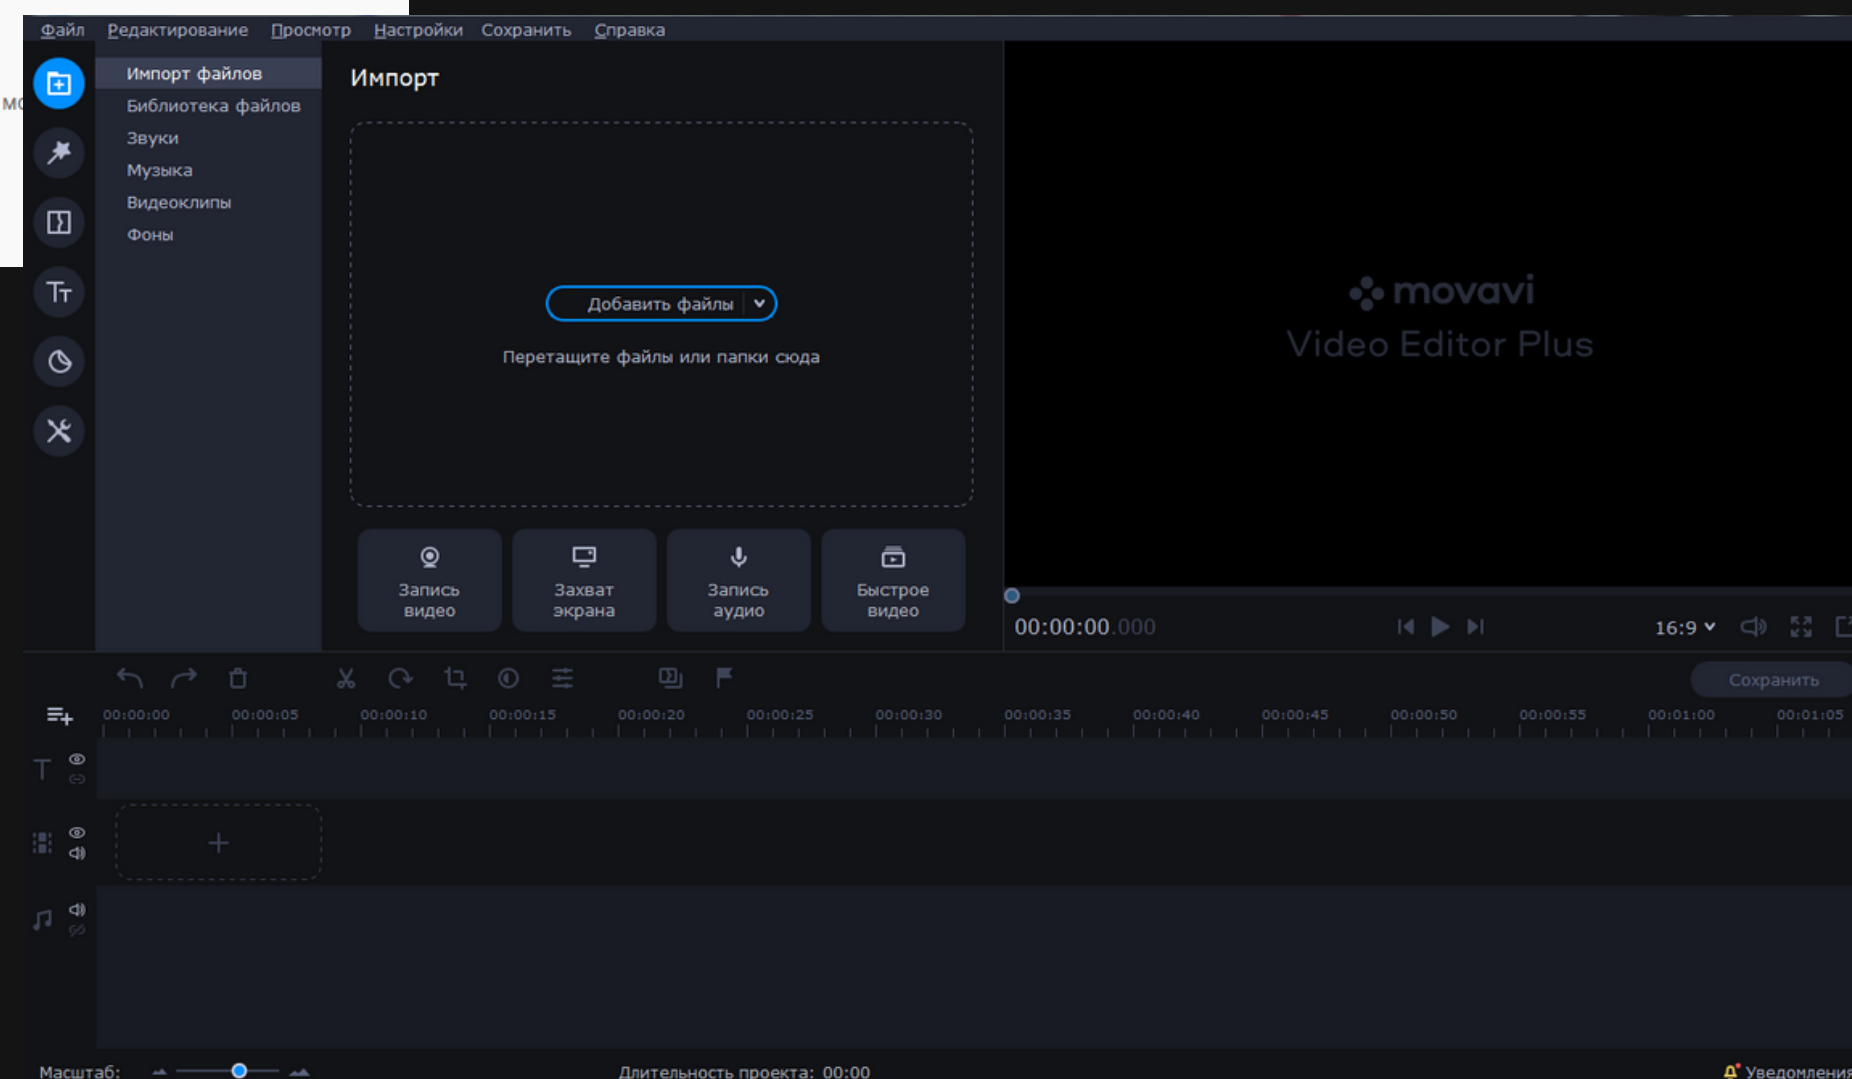 Файл Редактирование Просмотр Настройки Сохранить Справка
Импорт файлов
Библиотека файлов
Звуки
Музыка
Видеоклипы
Фоны
Импорт
Добавить файлы
Перетащите файлы или папки сюда
Запись видео
Захват экрана
Запись аудио
Быстрое видео
movavi
Video Editor Plus
00:00:00.000
16:9
Сохранить
00:00:00 00:00:05 00:00:10 00:00:15 00:00:20 00:00:25 00:00:30 00:00:35 00:00:40 00:00:45 00:00:50 00:00:55 00:01:00 00:01:05
Масштаб:
Длительность проекта: 00:00
Уведомления